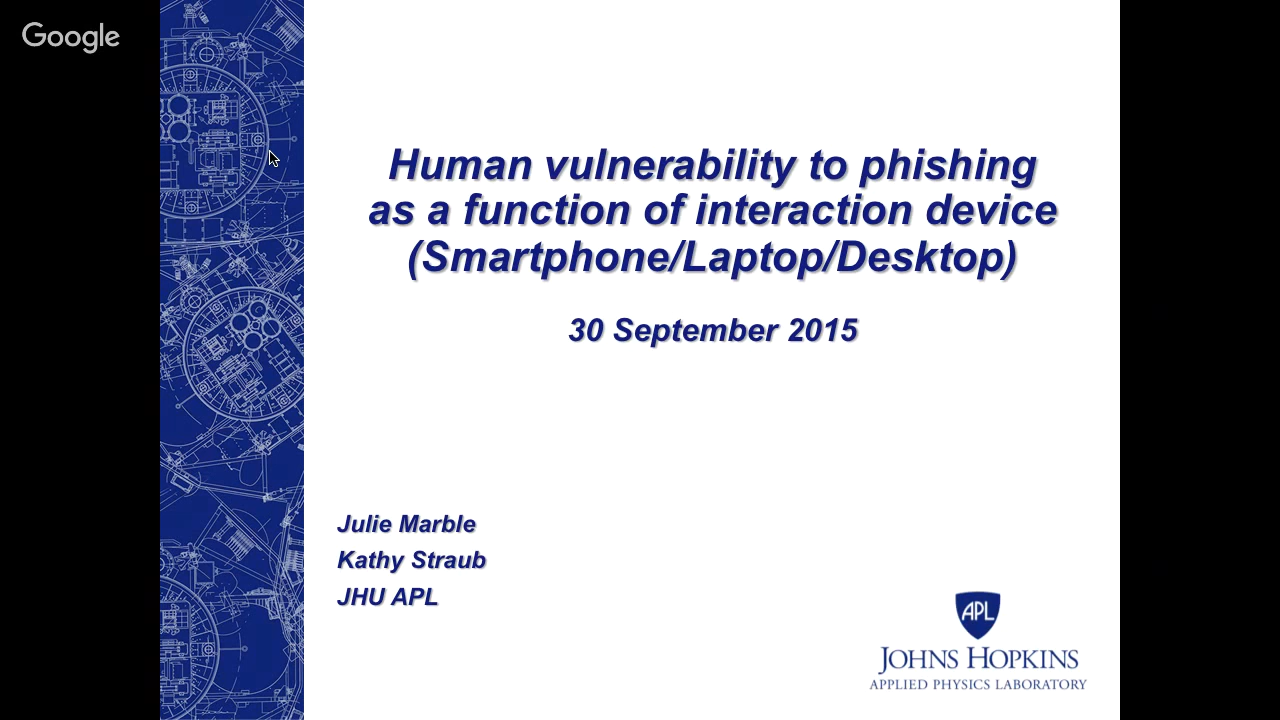 Google
Human vulnerability to phishing
as a function of interaction device
(Smartphone/Laptop/Desktop)
30 September 2015
Julie Marble
Kathy Straub
JHU APL
APL
JOHNS HOPKINS
APPLIED PHYSICS LABORATORY